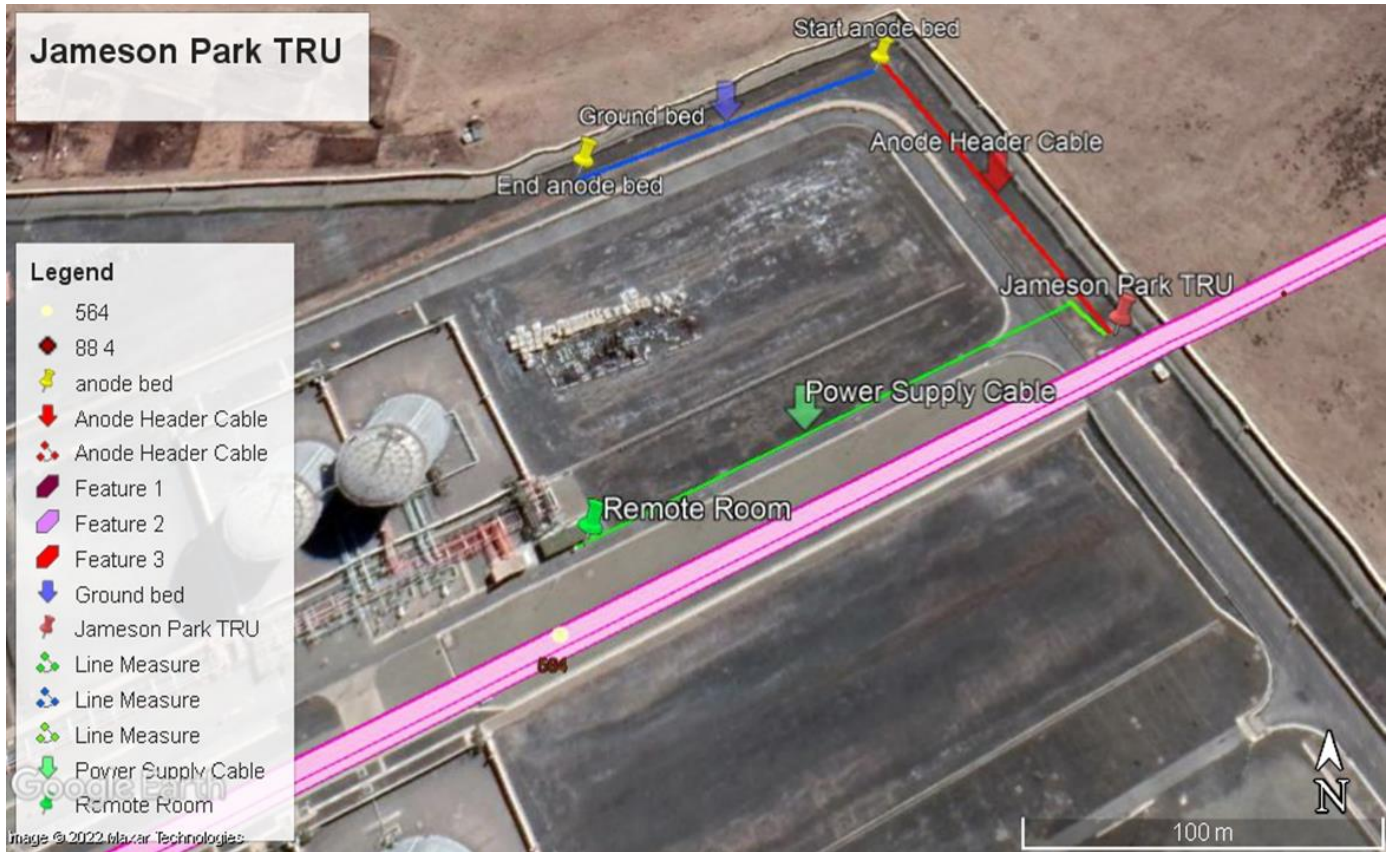 Jameson Park TRU
Start anode bed
Ground bed
Anode Header Cable
End anode bed
Jameson Park TRU
Power Supply Cable
Remote Room
564
Legend
564
88 4
anode bed
Anode Header Cable
Anode Header Cable
Feature 1
Feature 2
Feature 3
Ground bed
Jameson Park TRU
Line Measure
Line Measure
Line Measure
Power Supply Cable
Remote Room
Google Earth
Image © 2022 Maxar Technologies
N
100 m